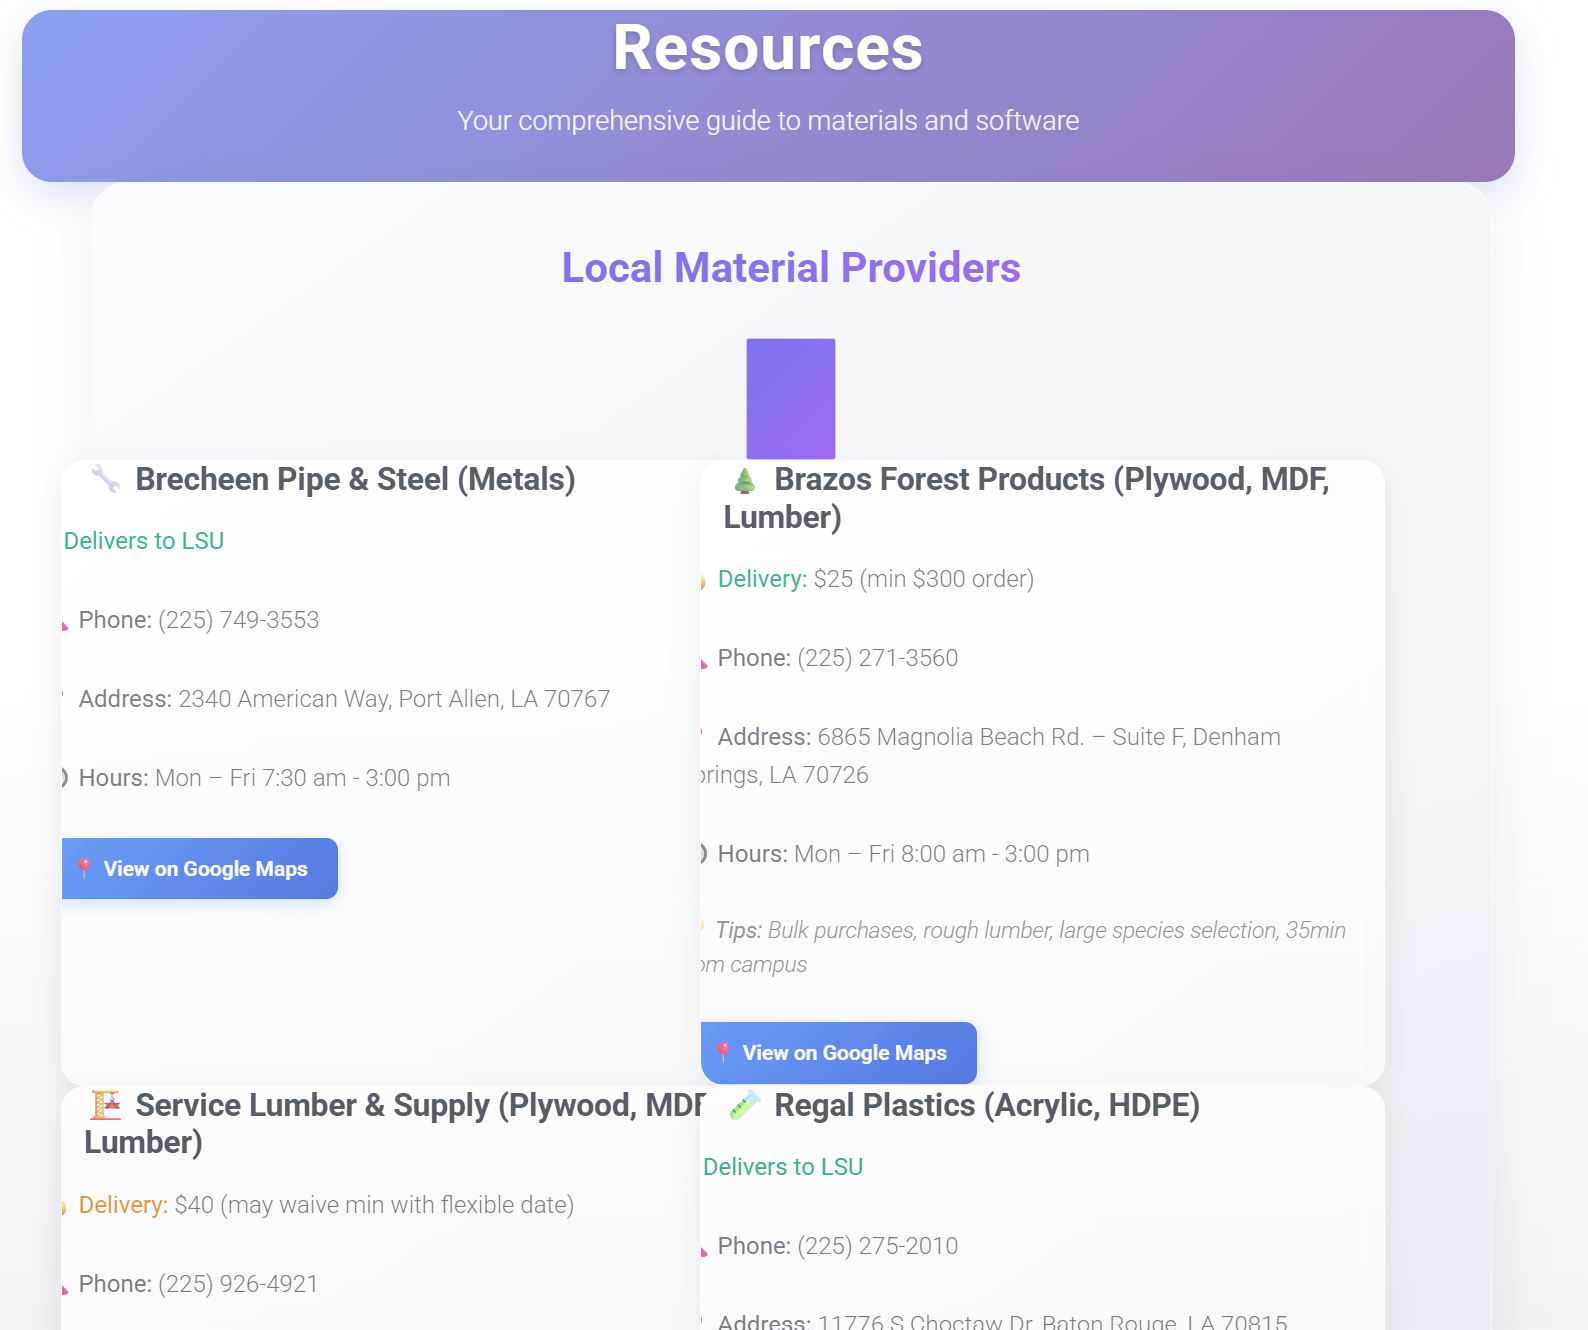 Resources
Your comprehensive guide to materials and software
Local Material Providers
Brecheen Pipe & Steel (Metals)
Delivers to LSU
Phone: (225) 749-3553
Address: 2340 American Way, Port Allen, LA 70767
Hours: Mon – Fri 7:30 am - 3:00 pm
View on Google Maps
Brazos Forest Products (Plywood, MDF,
Lumber)
Delivery: $25 (min $300 order)
Phone: (225) 271-3560
Address: 6865 Magnolia Beach Rd. – Suite F, Denham
prings, LA 70726
Hours: Mon – Fri 8:00 am - 3:00 pm
Tips: Bulk purchases, rough lumber, large species selection, 35min
om campus
View on Google Maps
Service Lumber & Supply (Plywood, MDF
Lumber)
Delivery: $40 (may waive min with flexible date)
Phone: (225) 926-4921
Regal Plastics (Acrylic, HDPE)
Delivers to LSU
Phone: (225) 275-2010
Address: 11776 S Choctaw Dr, Baton Rouge, LA 70815